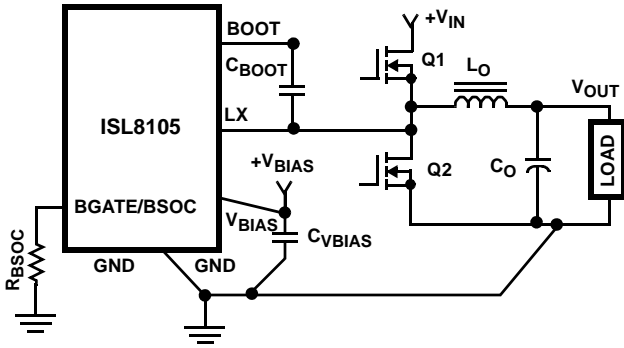 BOOT
+VIN
CBOOT
Q1
LO
VOUT
ISL8105
LX
+VBIAS
Q2
CO
LOAD
BGATE/BSOC
VBIAS
CVBIAS
RBSOC
GND
GND